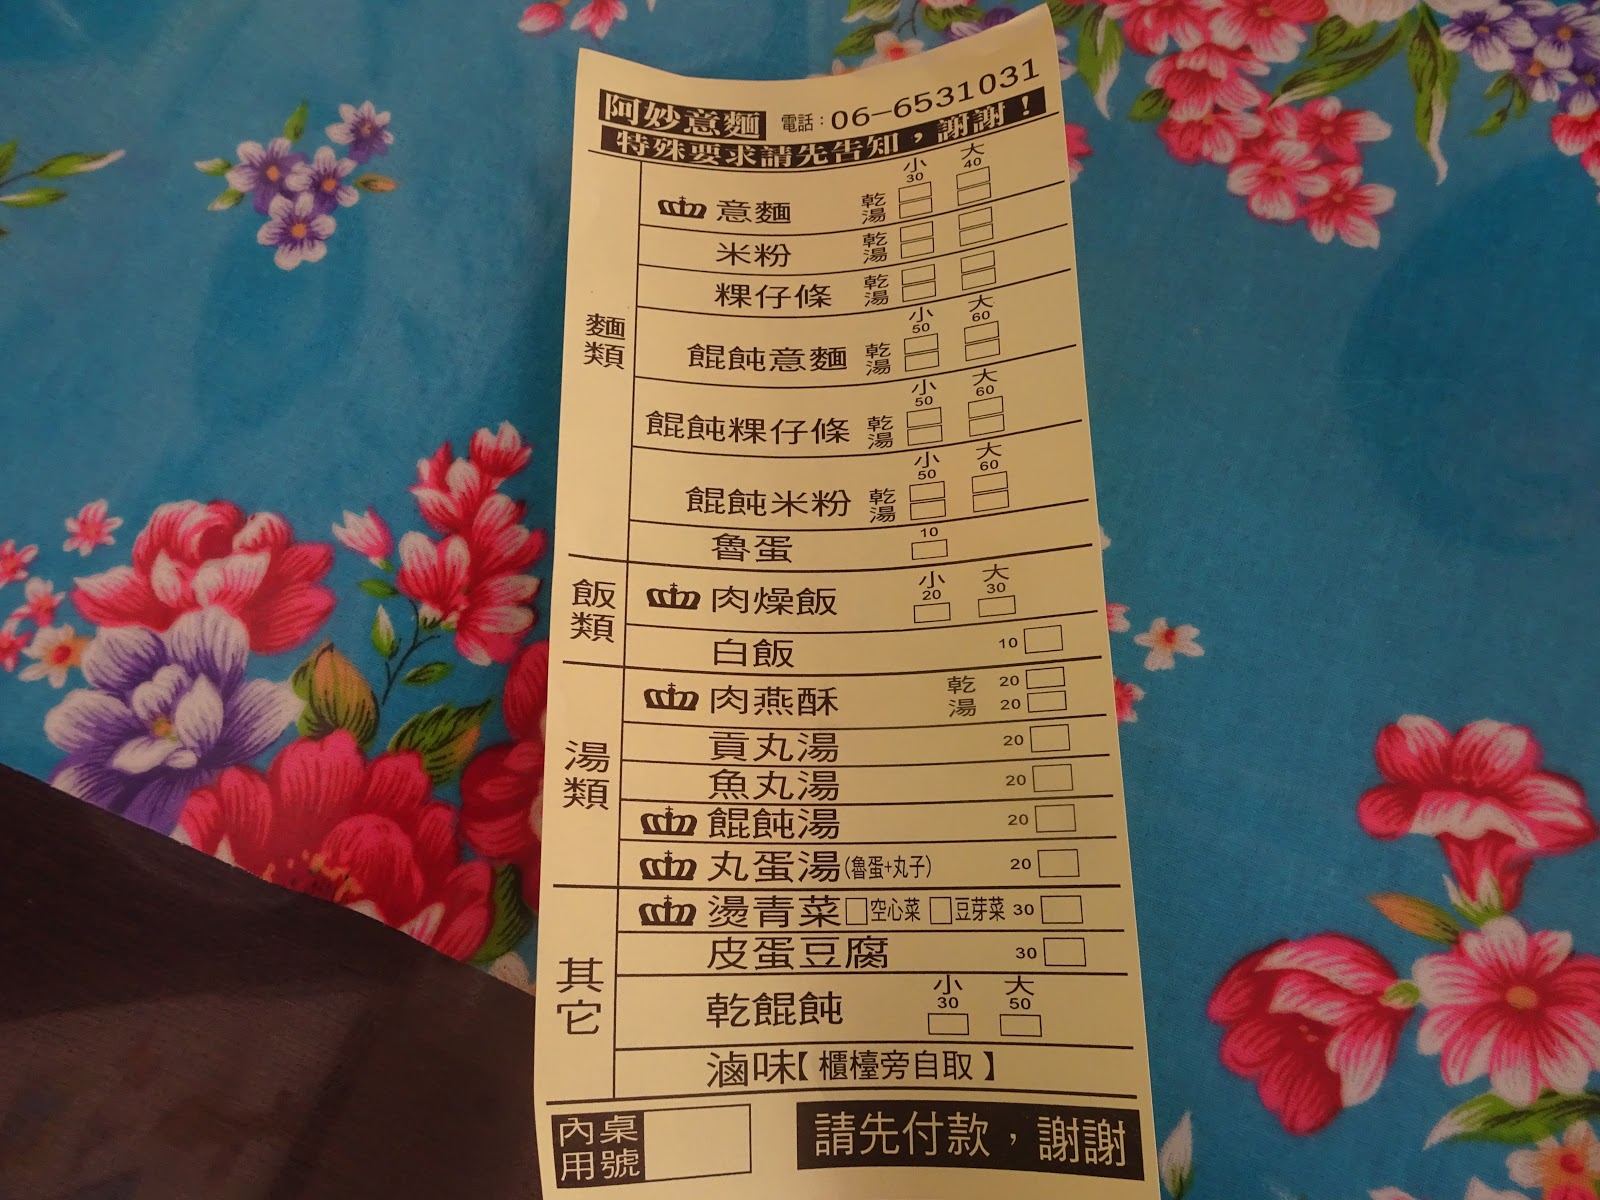 阿妙意麵 電話：06-6531031
特殊要求請先告知，謝謝！
麵類
小 大
30 40
意麵 乾 湯
米粉 乾 湯
粿仔條 乾 湯
小 大
50 60
餛飩意麵 乾 湯
小 大
50 60
餛飩粿仔條 乾 湯
小 大
50 60
餛飩米粉 乾 湯
魯蛋 10
飯類
小 大
肉燥飯 20 30
白飯 10
湯類
肉燕酥 乾 20
湯 20
貢丸湯 20
魚丸湯 20
餛飩湯 20
丸蛋湯(魯蛋+丸子) 20
其它
燙青菜 空心菜 豆芽菜 30
皮蛋豆腐 30
小 大
乾餛飩 30 50
滷味【櫃檯旁自取】
內用 桌號
請先付款，謝謝